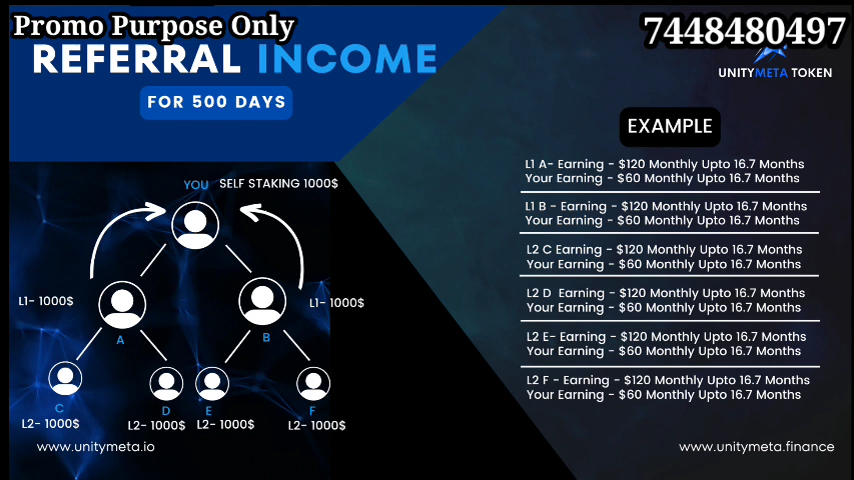 Promo Purpose Only
7448480497
REFERRAL INCOME
FOR 500 DAYS
UNITYMETA TOKEN
EXAMPLE
YOU SELF STAKING 1000$
L1- 1000$
L1- 1000$
A
B
C
D
E
F
L2- 1000$
L2- 1000$
L2- 1000$
L2- 1000$
www.unitymeta.io
L1 A- Earning - $120 Monthly Upto 16.7 Months
Your Earning - $60 Monthly Upto 16.7 Months
L1 B - Earning - $120 Monthly Upto 16.7 Months
Your Earning - $60 Monthly Upto 16.7 Months
L2 C Earning - $120 Monthly Upto 16.7 Months
Your Earning - $60 Monthly Upto 16.7 Months
L2 D Earning - $120 Monthly Upto 16.7 Months
Your Earning - $60 Monthly Upto 16.7 Months
L2 E- Earning - $120 Monthly Upto 16.7 Months
Your Earning - $60 Monthly Upto 16.7 Months
L2 F - Earning - $120 Monthly Upto 16.7 Months
Your Earning - $60 Monthly Upto 16.7 Months
www.unitymeta.finance